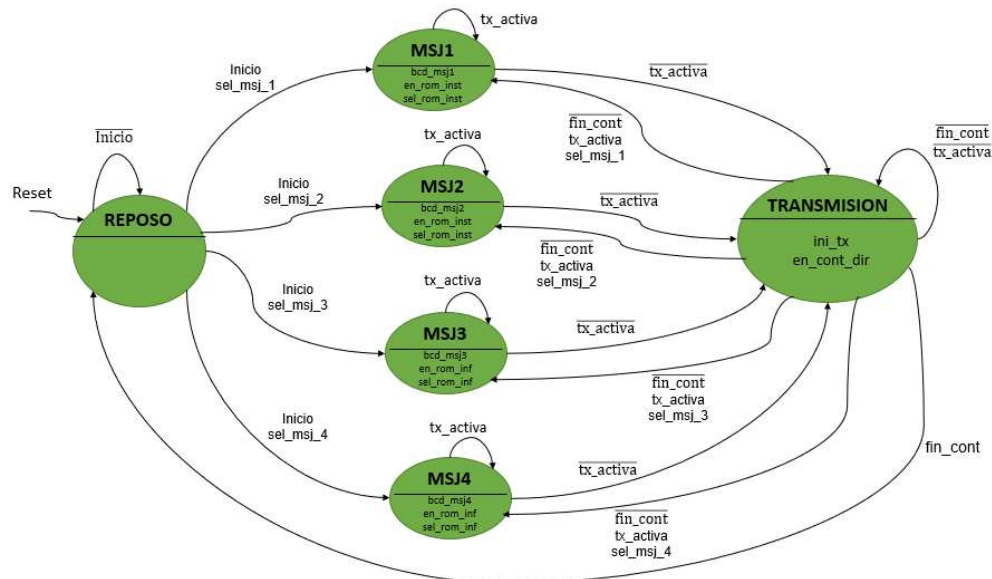 tx_activa
MSJ1
bcd_msj1
en_rom_inst
sel_rom_inst
Inicio
sel_msj_1
tx_activa
fin_cont
tx_activa
sel_msj_1
Inicio
Reset
REPOSO
tx_activa
MSJ2
bcd_msj2
en_rom_inst
sel_rom_inst
Inicio
sel_msj_2
tx_activa
fin_cont
tx_activa
sel_msj_2
fin_cont
tx_activa
TRANSMISION
ini_tx
en_cont_dir
Inicio
sel_msj_3
tx_activa
MSJ3
bcd_msj3
en_rom_inf
sel_rom_inf
tx_activa
fin_cont
tx_activa
sel_msj_3
Inicio
sel_msj_4
tx_activa
MSJ4
bcd_msj4
en_rom_inf
sel_rom_inf
tx_activa
fin_cont
tx_activa
sel_msj_4
fin_cont